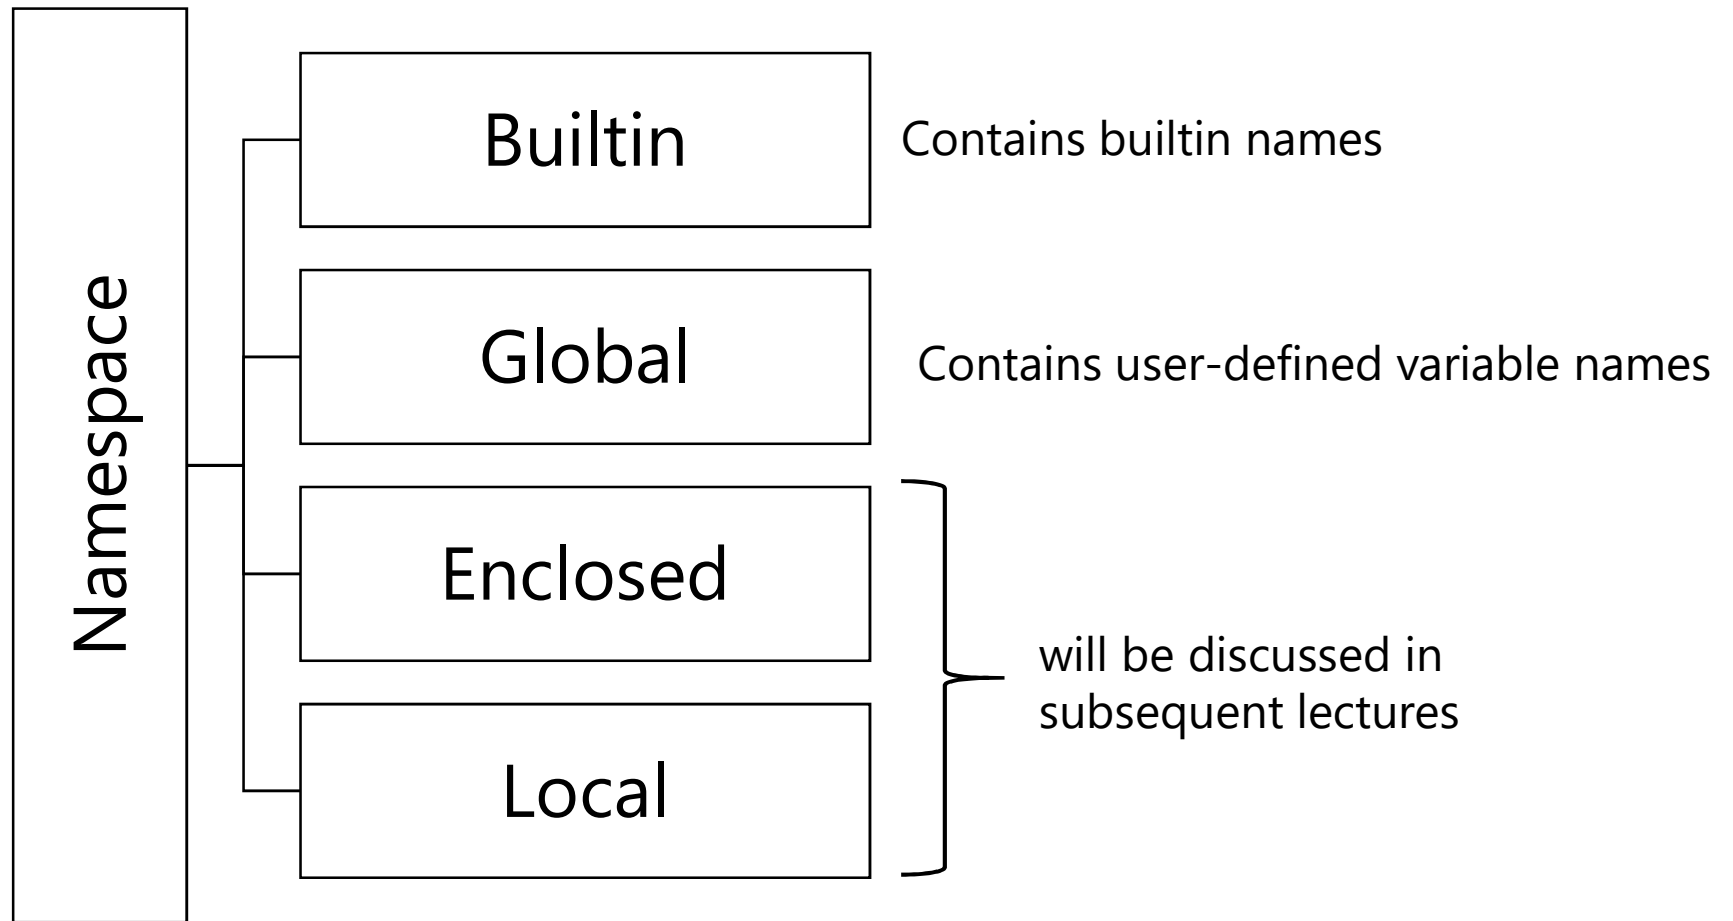 Namespace
Builtin
Contains builtin names
Global
Contains user-defined variable names
Enclosed
Local
will be discussed in
subsequent lectures